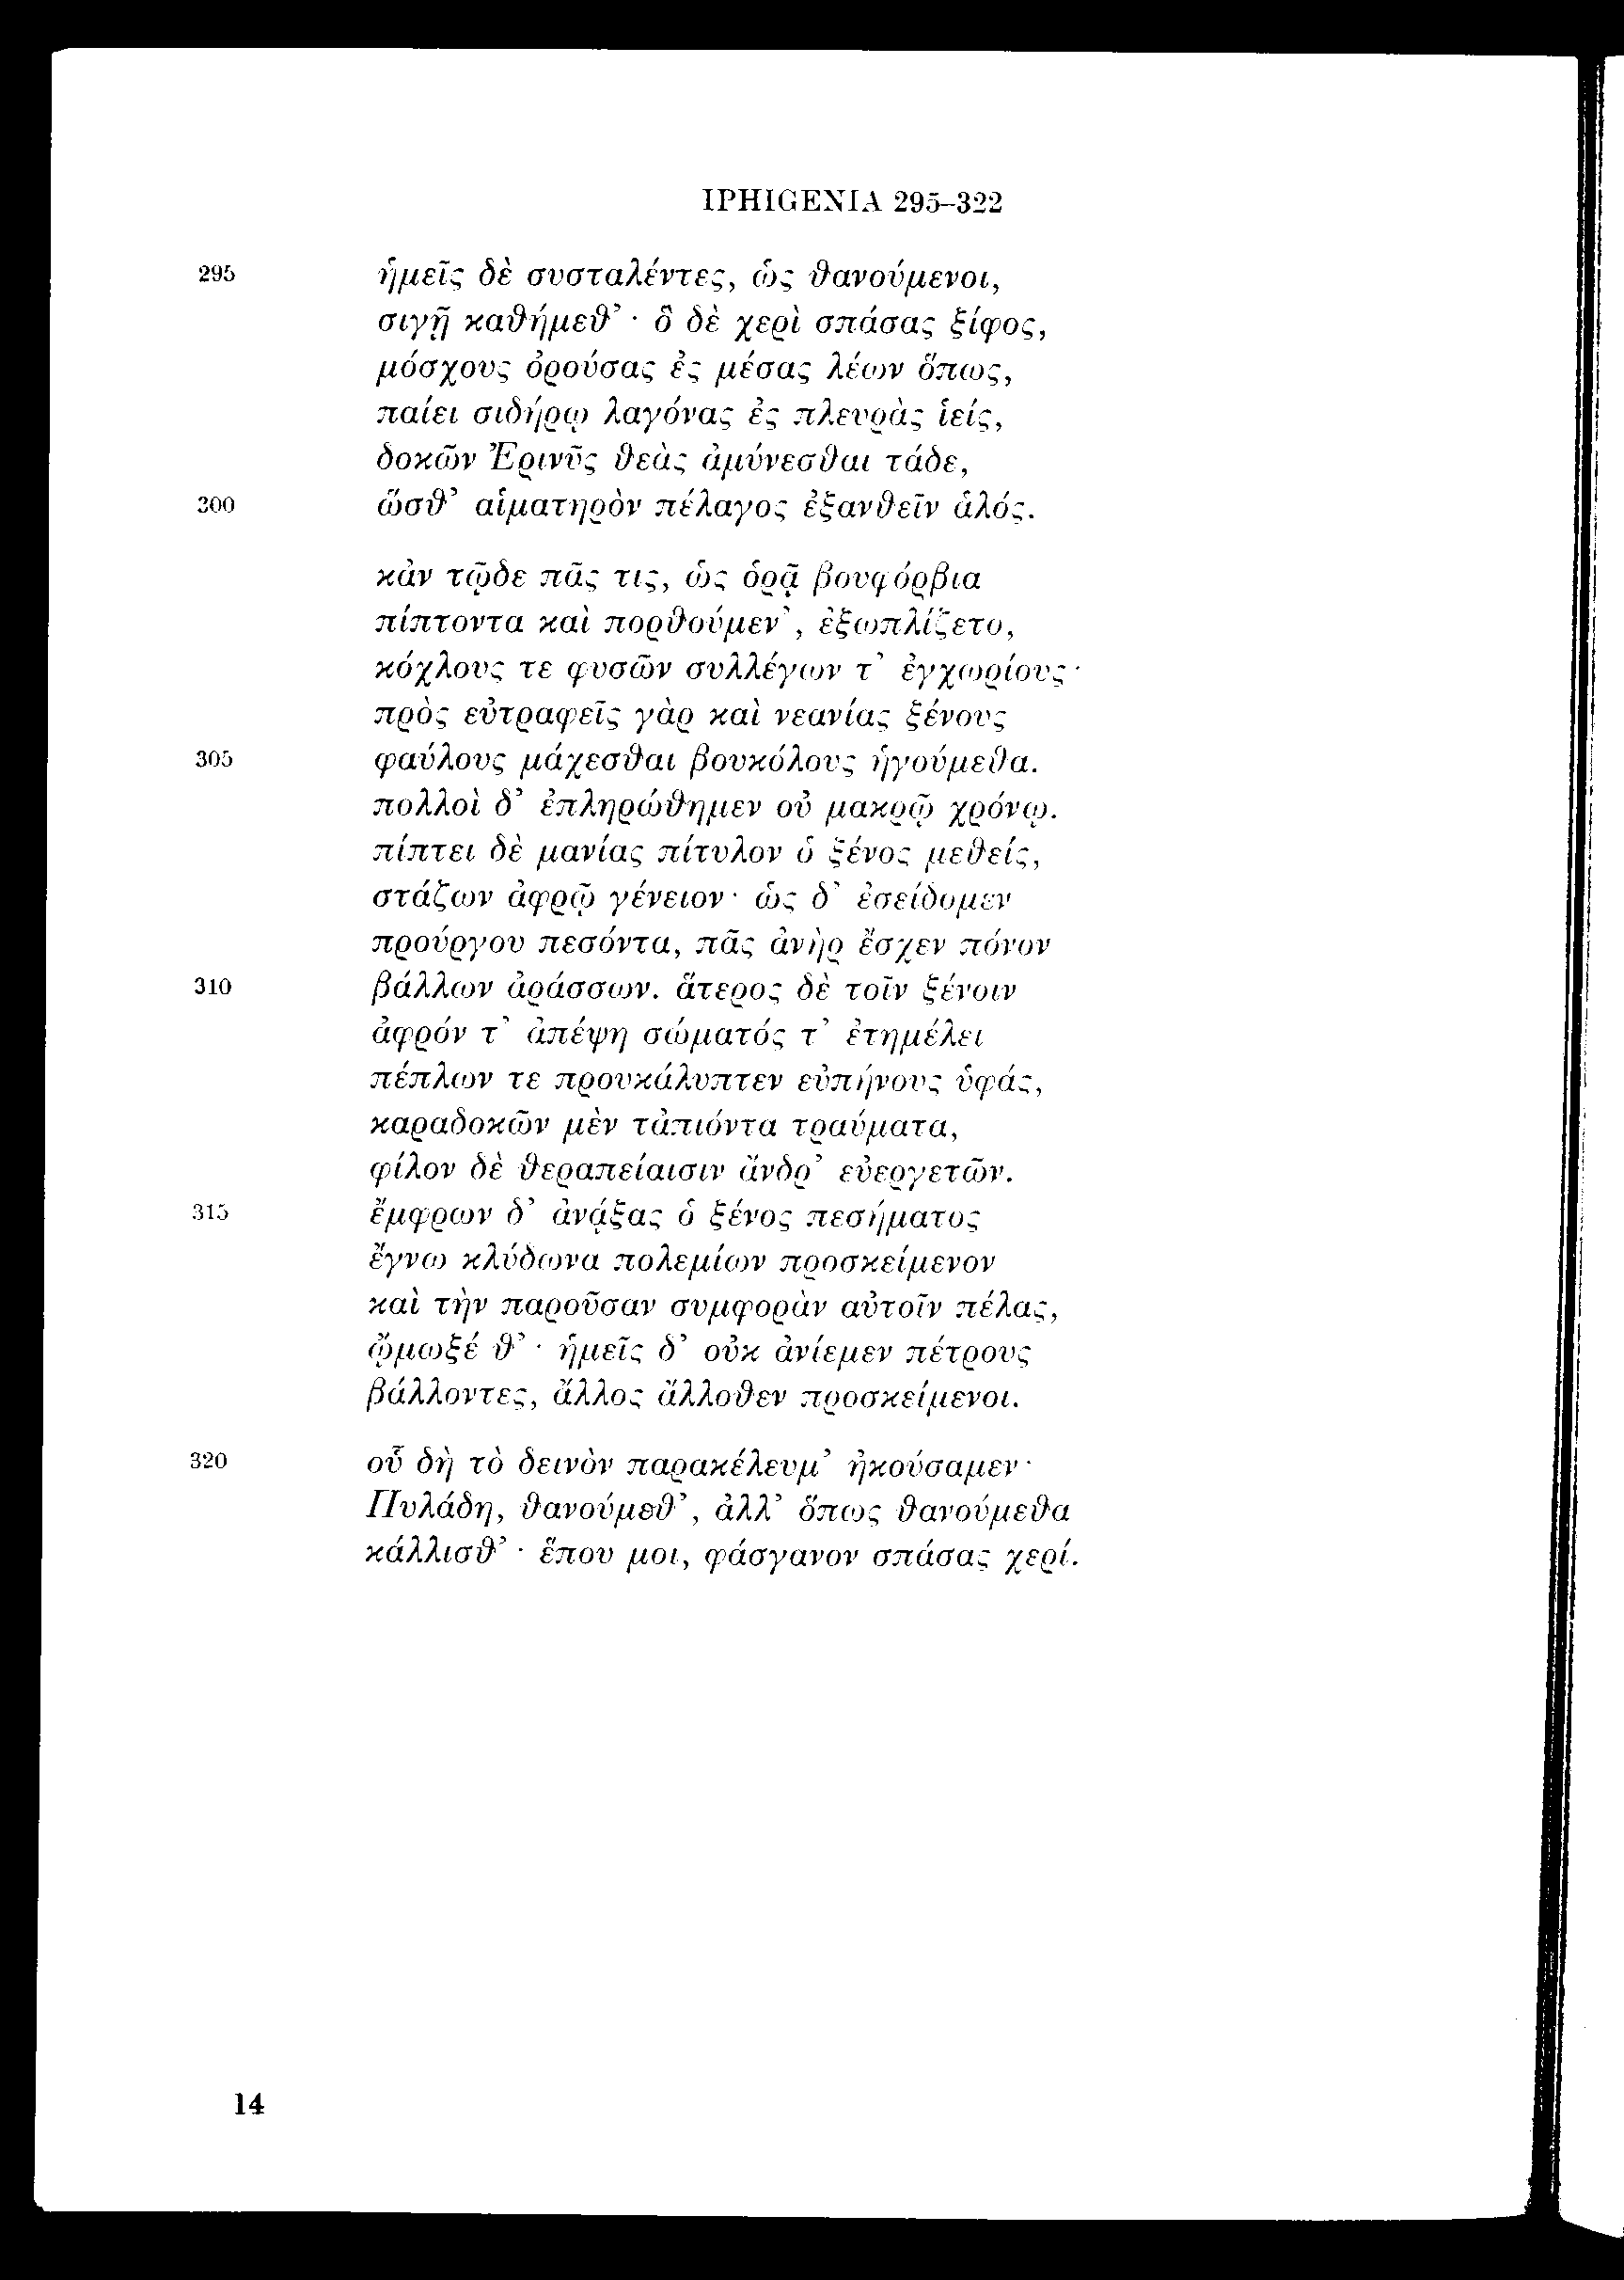 IPHIGENIA 295–322
295 ἡμεῖς δὲ συσταλέντες, ὡς θανούμενοι,
σιγῇ καθήμεθ’ · ὃ δὲ χερὶ σπάσας ξίφος,
μόσχους ὀρούσας ἐς μέσας λέων ὅπως,
παίει σιδήρῳ λαγόνας ἐς πλευρὰς ἱείς,
δοκῶν Ἐρινῦς θεὰς ἀμύνεσθαι τάδε,
300 ὥσθ’ αἱματηρὸν πέλαγος ἐξανθεῖν ἁλός.
κἀν τῷδε πᾶς τις, ὡς ὁρᾷ βουφόρβια
πίπτοντα καὶ πορθούμεν’, ἐξωπλίζετο,
κόχλους τε φυσῶν συλλέγων τ’ ἐγχωρίους·
πρὸς εὐτραφεῖς γὰρ καὶ νεανίας ξένους
305 φαύλους μάχεσθαι βουκόλους ἡγούμεθα.
πολλοὶ δ’ ἐπληρώθημεν οὐ μακρῷ χρόνῳ.
πίπτει δὲ μανίας πίτυλον ὁ ξένος μεθείς,
στάζων ἀφρῷ γένειον· ὡς δ’ ἐσείδομεν
προύργου πεσόντα, πᾶς ἀνὴρ ἔσχεν πόνον
310 βάλλων ἀράσσων. ἅτερος δὲ τοῖν ξένοιν
ἀφρόν τ’ ἀπέψη σώματός τ’ ἐτημέλει
πέπλων τε προυκάλυπτεν εὐπήνους ὑφάς,
καραδοκῶν μὲν τἀπιόντα τραύματα,
φίλον δὲ θεραπείαισιν ἄνδρ’ εὐεργετῶν.
315 ἔμφρων δ’ ἀνᾴξας ὁ ξένος πεσήματος
ἔγνω κλύδωνα πολεμίων προσκείμενον
καὶ τὴν παροῦσαν συμφορὰν αὐτοῖν πέλας,
ᾤμωξέ θ’ · ἡμεῖς δ’ οὐκ ἀνίεμεν πέτρους
βάλλοντες, ἄλλος ἄλλοθεν προσκείμενοι.
320 οὗ δὴ τὸ δεινὸν παρακέλευμ’ ἠκούσαμεν·
Πυλάδη, θανούμεθ’, ἀλλ’ ὅπως θανούμεθα
κάλλισθ’ · ἕπου μοι, φάσγανον σπάσας χερί.
14